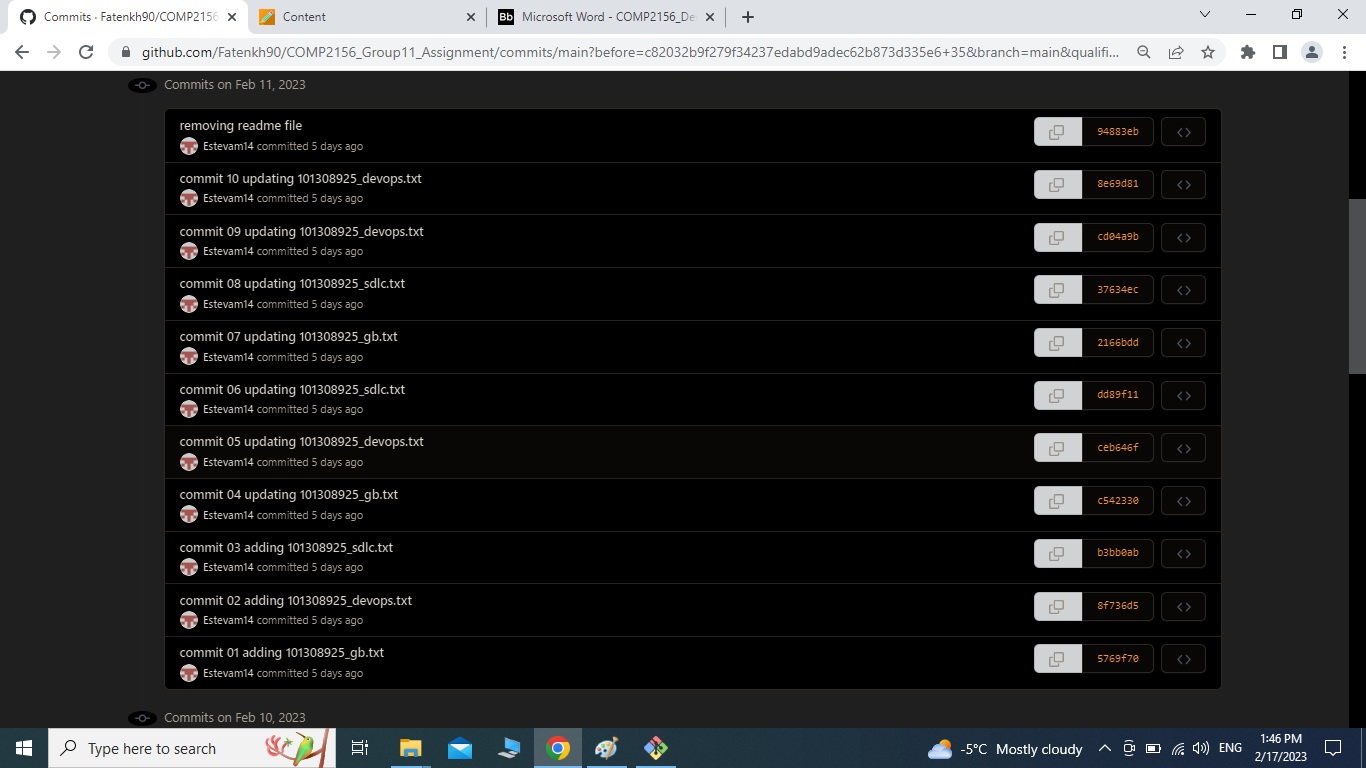 Commits · Fatenkh90/COMP2156
Content
Bb Microsoft Word - COMP2156_De
github.com/Fatenkh90/COMP2156_Group11_Assignment/commits/main?before=c82032b9f279f34237edabd9adec62b873d335e6+35&branch=main&qualifi...
Commits on Feb 11, 2023
removing readme file
94883eb
Estevam14 committed 5 days ago
commit 10 updating 101308925_devops.txt
8e69d81
Estevam14 committed 5 days ago
commit 09 updating 101308925_devops.txt
cd04a9b
Estevam14 committed 5 days ago
commit 08 updating 101308925_sdlc.txt
37634ec
Estevam14 committed 5 days ago
commit 07 updating 101308925_gb.txt
2166bdd
Estevam14 committed 5 days ago
commit 06 updating 101308925_sdlc.txt
dd89f11
Estevam14 committed 5 days ago
commit 05 updating 101308925_devops.txt
ceb646f
Estevam14 committed 5 days ago
commit 04 updating 101308925_gb.txt
c542330
Estevam14 committed 5 days ago
commit 03 adding 101308925_sdlc.txt
b3bb0ab
Estevam14 committed 5 days ago
commit 02 adding 101308925_devops.txt
8f736d5
Estevam14 committed 5 days ago
commit 01 adding 101308925_gb.txt
5769f70
Estevam14 committed 5 days ago
Commits on Feb 10, 2023
Type here to search
-5°C Mostly cloudy
ENG
1:46 PM
2/17/2023